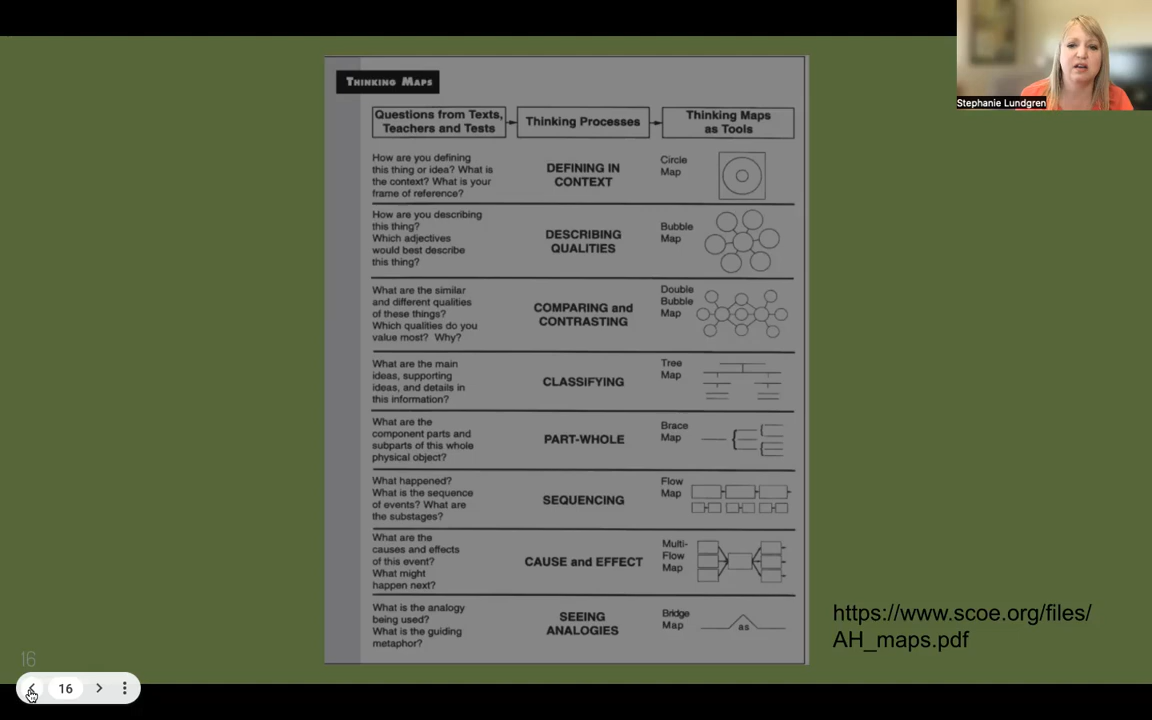 Stephanie Lundgren
THINKING MAPS
Questions from Texts,
Teachers and Tests
Thinking Processes
Thinking Maps
as Tools
How are you defining
this thing or idea? What is
the context? What is your
frame of reference?
DEFINING IN
CONTEXT
Circle
Map
How are you describing
this thing?
Which adjectives
would best describe
this thing?
DESCRIBING
QUALITIES
Bubble
Map
What are the similar
and different qualities
of these things?
Which qualities do you
value most? Why?
COMPARING and
CONTRASTING
Double
Bubble
Map
What are the main
ideas, supporting
ideas, and details in
this information?
CLASSIFYING
Tree
Map
What are the
component parts and
subparts of this whole
physical object?
PART-WHOLE
Brace
Map
What happened?
What is the sequence
of events? What are
the substages?
SEQUENCING
Flow
Map
What are the
causes and effects
of this event?
What might
happen next?
CAUSE and EFFECT
Multi-
Flow
Map
What is the analogy
being used?
What is the guiding
metaphor?
SEEING
ANALOGIES
Bridge
Map
as
https://www.scoe.org/files/
AH_maps.pdf
16
16